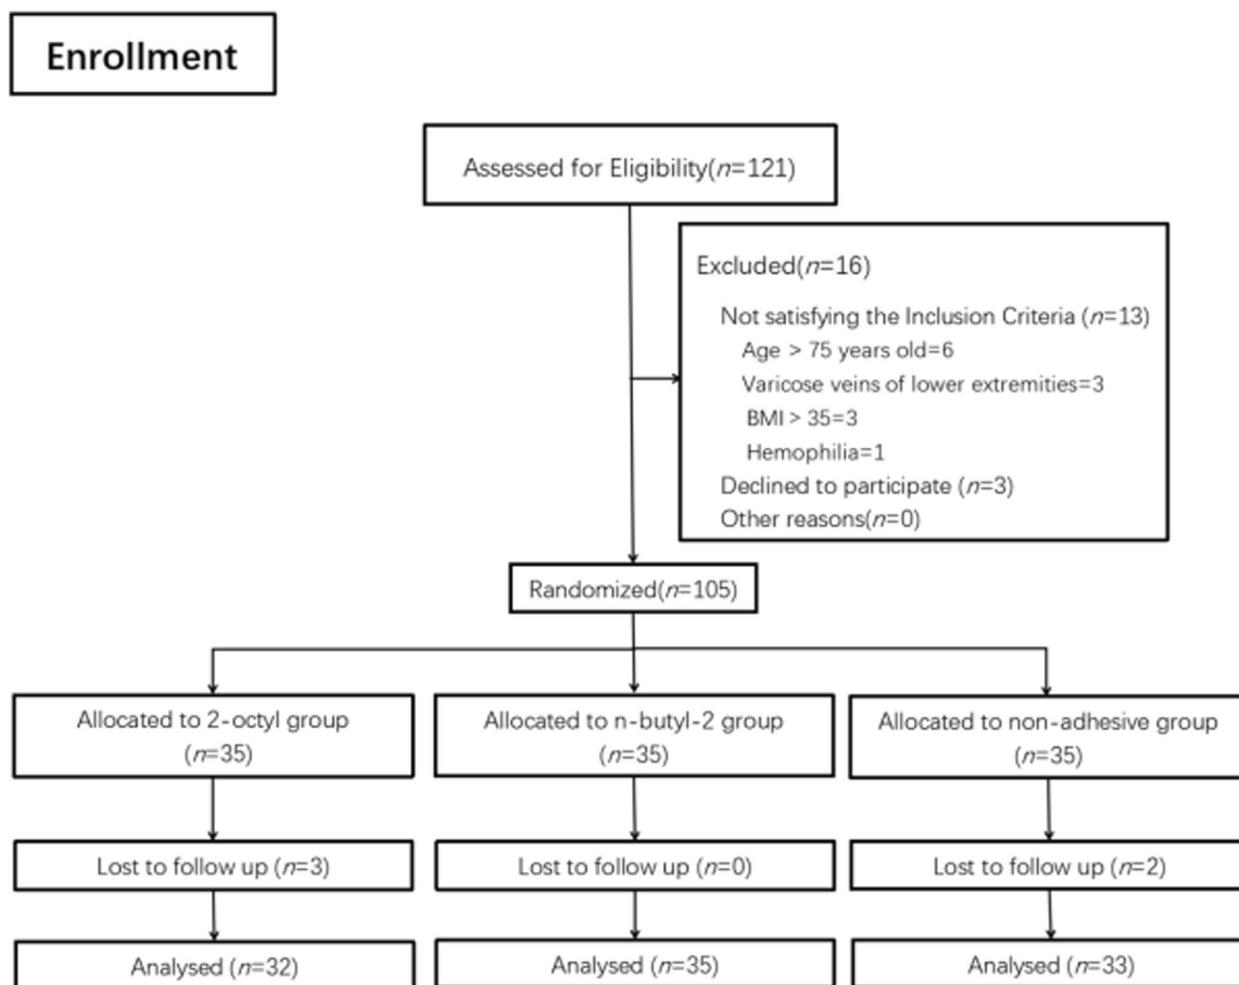 Enrollment
Assessed for Eligibility(n=121)
Excluded(n=16)
Not satisfying the Inclusion Criteria (n=13)
Age > 75 years old=6
Varicose veins of lower extremities=3
BMI > 35=3
Hemophilia=1
Declined to participate (n=3)
Other reasons(n=0)
Randomized(n=105)
Allocated to 2-octyl group
(n=35)
Allocated to n-butyl-2 group
(n=35)
Allocated to non-adhesive group
(n=35)
Lost to follow up (n=3)
Lost to follow up (n=0)
Lost to follow up (n=2)
Analysed (n=32)
Analysed (n=35)
Analysed (n=33)